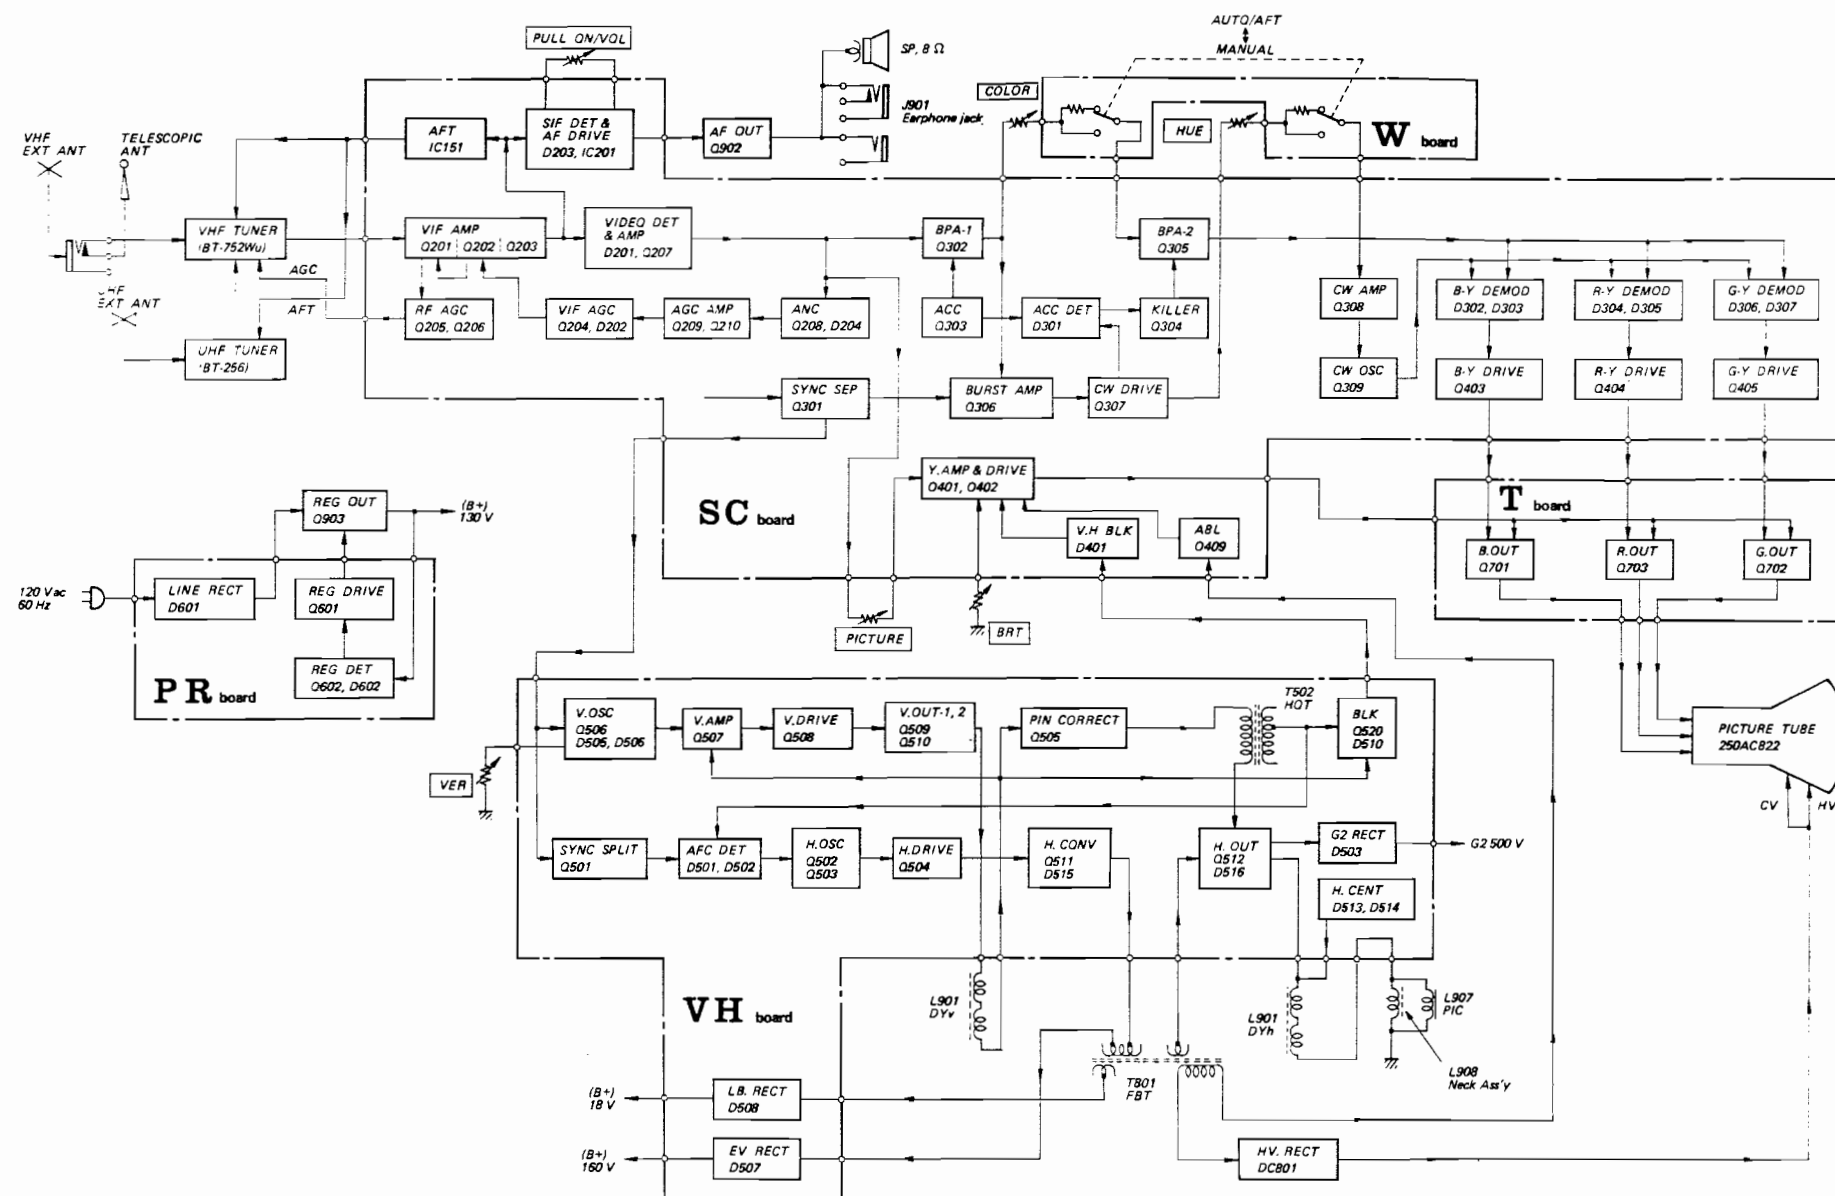 AUTO/AFT
MANUAL
PULL ON/VOL
SP, 8 Ω
COLOR
J901
Earphone jack
HUE
W board
VHF
EXT ANT
TELESCOPIC
ANT
AFT
IC151
SIF DET &
AF DRIVE
D203, IC201
AF OUT
Q902
VHF TUNER
(BT-752Wu)
VIF AMP
Q201 Q202 Q203
VIDEO DET
& AMP
D201, Q207
BPA-1
Q302
BPA-2
Q305
AGC
AFT
EXT ANT
RF AGC
Q205, Q206
VIF AGC
Q204, D202
AGC AMP
Q209, Q210
ANC
Q208, D204
ACC
Q303
ACC DET
D301
KILLER
Q304
CW AMP
Q308
B-Y DEMOD
D302, D303
R-Y DEMOD
D304, D305
G-Y DEMOD
D306, D307
UHF TUNER
(BT-256)
SYNC SEP
Q301
BURST AMP
Q306
CW DRIVE
Q307
CW OSC
Q309
B-Y DRIVE
Q403
R-Y DRIVE
Q404
G-Y DRIVE
Q405
REG OUT
Q903
(B+)
130 V
SC board
Y.AMP & DRIVE
Q401, Q402
V.H BLK
D401
ABL
Q409
T board
B.OUT
Q701
R.OUT
Q703
G.OUT
Q702
120 Vac
60 Hz
LINE RECT
D601
REG DRIVE
Q601
REG DET
Q602, D602
PR board
PICTURE
BRT
V.OSC
Q506
D505, D506
V.AMP
Q507
V.DRIVE
Q508
V.OUT-1, 2
Q509
Q510
PIN CORRECT
Q505
T502
HOT
BLK
Q520
D510
PICTURE TUBE
250AC822
VER
CV
HV
SYNC SPLIT
Q501
AFC DET
D501, D502
H.OSC
Q502
Q503
H.DRIVE
Q504
H. CONV
Q511
D515
H. OUT
Q512
D516
G2 RECT
D503
G2 500 V
H. CENT
D513, D514
VH board
L901
DYv
L901
DYh
L907
PIC
L908
Neck Ass'y
T801
FBT
(B+)
18 V
LB. RECT
D508
(B+)
160 V
EV RECT
D507
HV. RECT
DC801